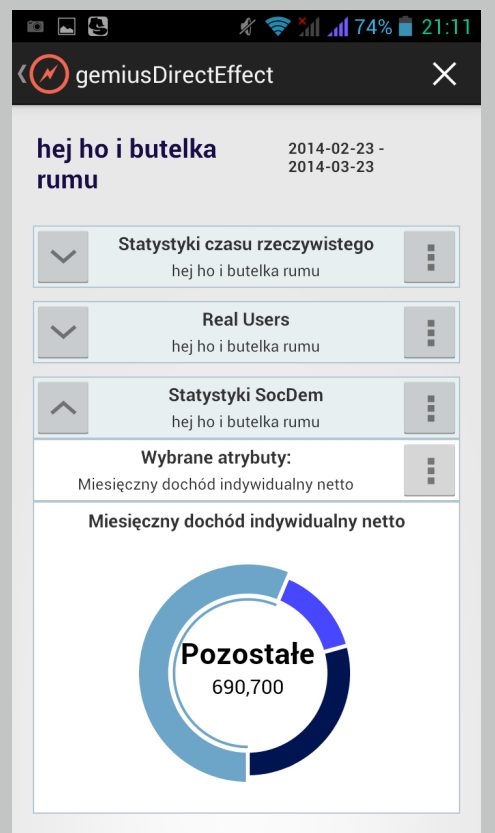 74% 21:11
gemiusDirectEffect
hej ho i butelka
rumu
2014-02-23 -
2014-03-23
Statystyki czasu rzeczywistego
hej ho i butelka rumu
Real Users
hej ho i butelka rumu
Statystyki SocDem
hej ho i butelka rumu
Wybrane atrybuty:
Miesięczny dochód indywidualny netto
Miesięczny dochód indywidualny netto
Pozostałe
690,700